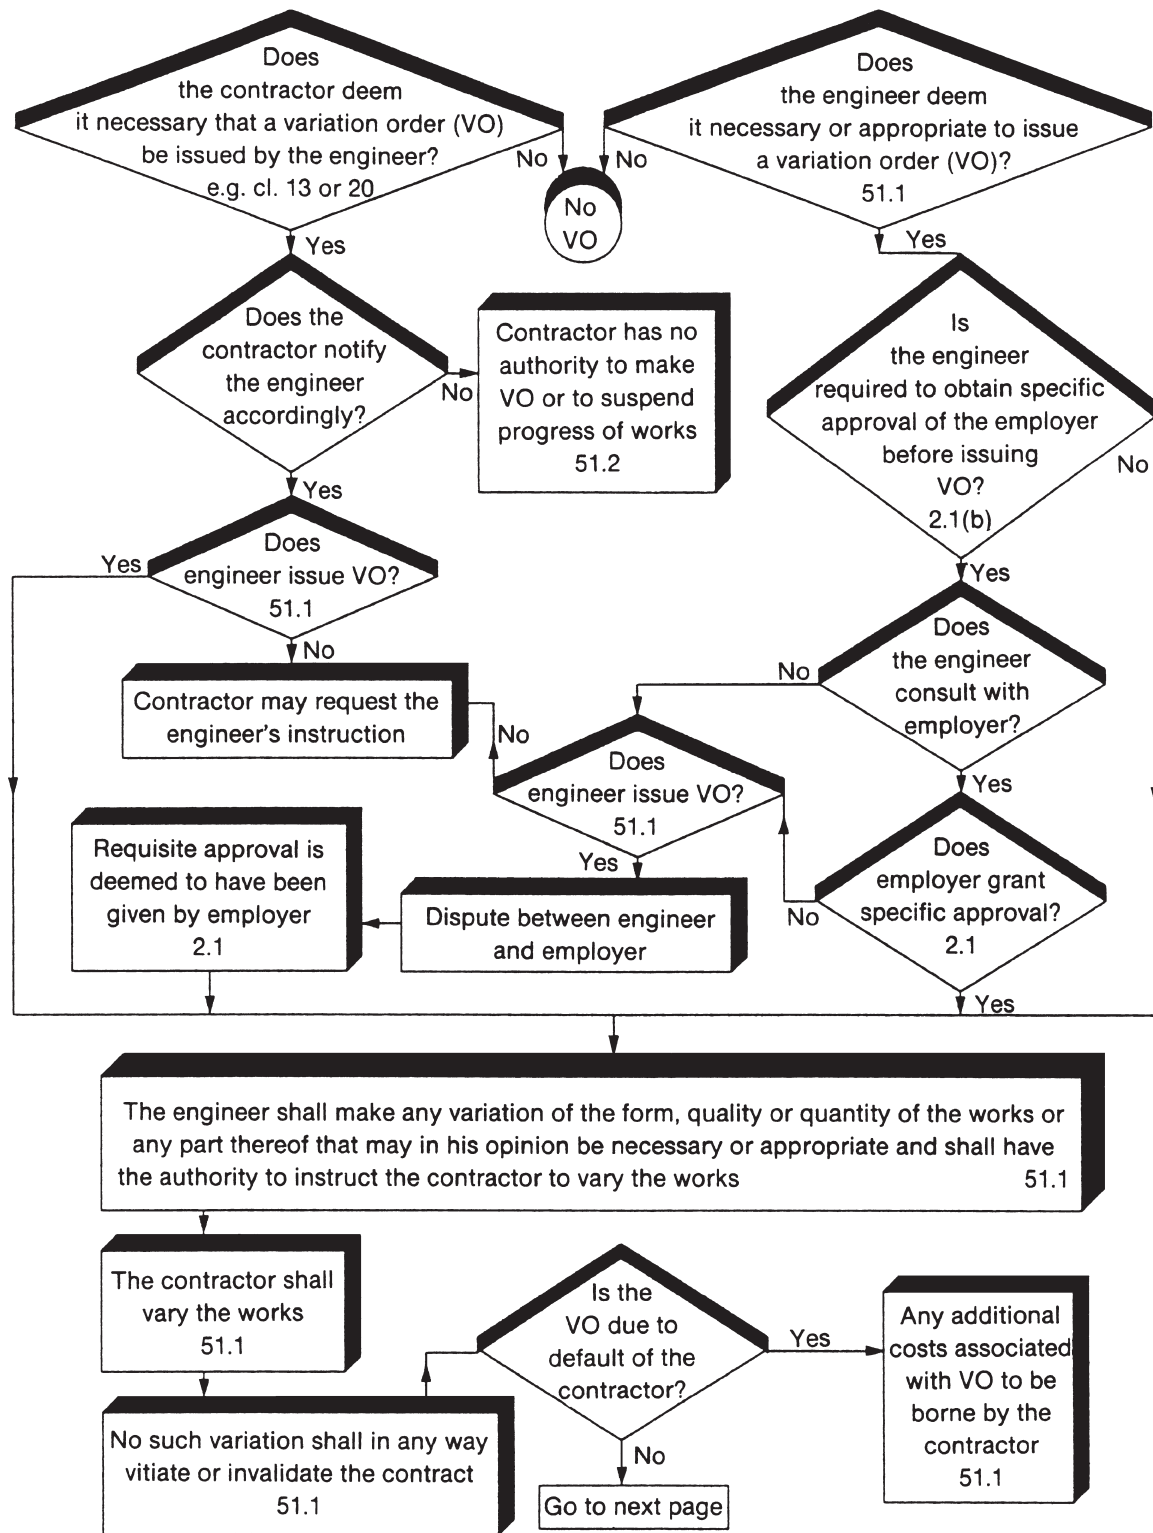 Does
the contractor deem
it necessary that a variation order (VO)
be issued by the engineer?
e.g. cl. 13 or 20
No
Yes
Does
the engineer deem
it necessary or appropriate to issue
a variation order (VO)?
51.1
No
Yes
No
VO
Does the
contractor notify
the engineer
accordingly?
No
Yes
Contractor has no
authority to make
VO or to suspend
progress of works
51.2
Is
the engineer
required to obtain specific
approval of the employer
before issuing
VO?
2.1(b)
No
Yes
Does
engineer issue VO?
51.1
Yes
No
Does
the engineer
consult with
employer?
No
Yes
Contractor may request the
engineer's instruction
Does
engineer issue VO?
51.1
No
Yes
Does
employer grant
specific approval?
2.1
No
Yes
Requisite approval is
deemed to have been
given by employer
2.1
Dispute between engineer
and employer
The engineer shall make any variation of the form, quality or quantity of the works or
any part thereof that may in his opinion be necessary or appropriate and shall have
the authority to instruct the contractor to vary the works 51.1
The contractor shall
vary the works
51.1
No such variation shall in any way
vitiate or invalidate the contract
51.1
Is the
VO due to
default of the
contractor?
Yes
No
Any additional
costs associated
with VO to be
borne by the
contractor
51.1
Go to next page